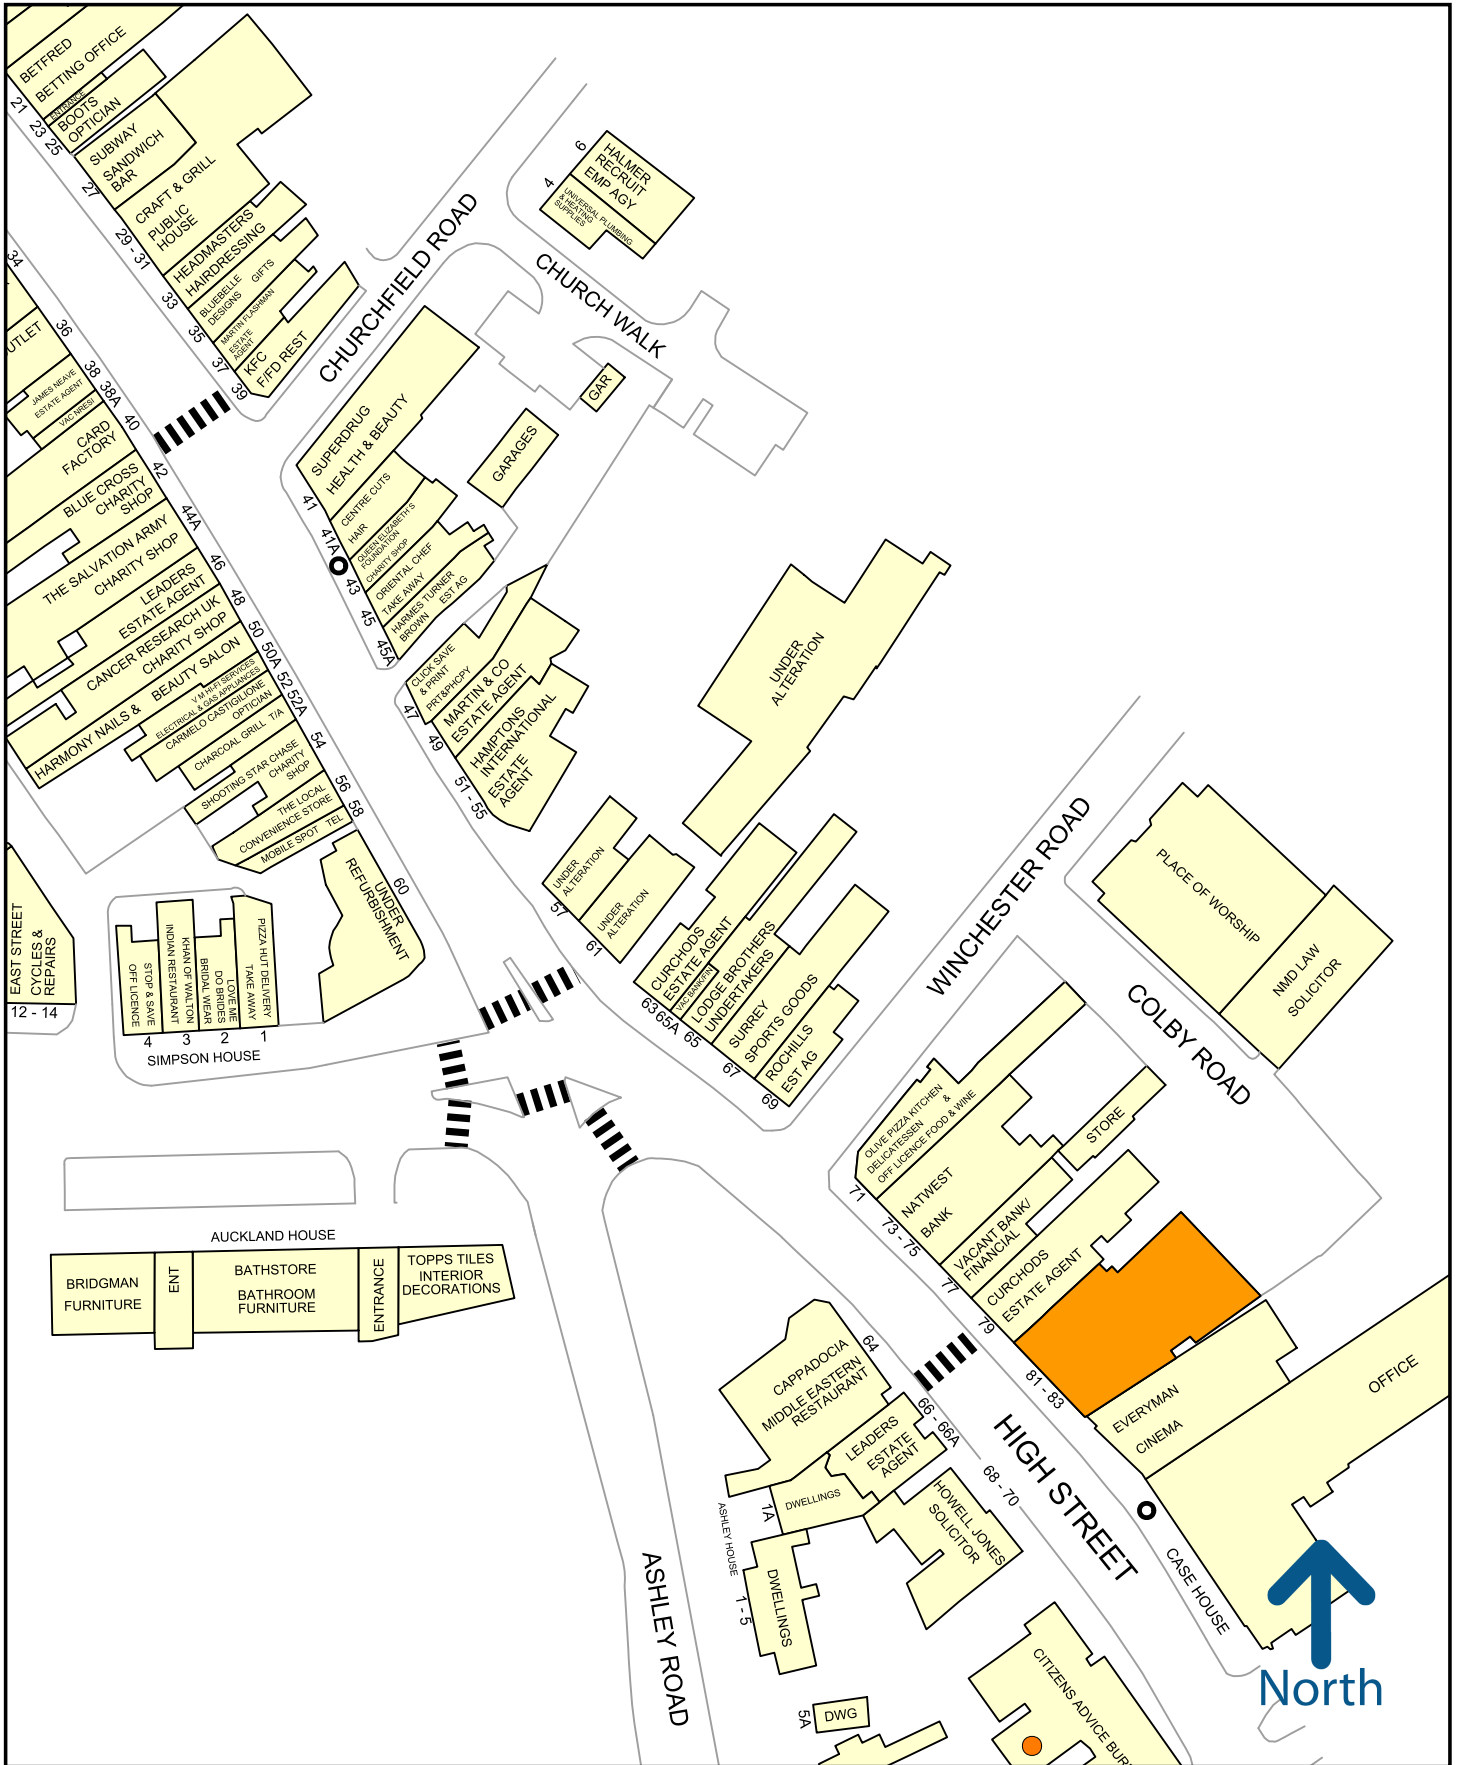 BETFRED
BETTING OFFICE
21
ENTRANCE
23
BOOTS
OPTICIAN
25
SUBWAY
SANDWICH
BAR
27
CRAFT & GRILL
PUBLIC
HOUSE
29 - 31
HEADMASTERS
HAIRDRESSING
33
BLUEBELLE
DESIGNS
GIFTS
35
MARTIN FLASHMAN
ESTATE
AGENT
37
KFC
F/FD REST
39
CHURCHFIELD ROAD
6
HALMER
RECRUIT
EMP AGY
4
UNIVERSAL PLUMBING
& HEATING
SUPPLIES
CHURCH WALK
GAR
GARAGES
34
UTLET
36
JAMES NEAVE
ESTATE AGENT
38
VAC NRESI
38A
CARD
FACTORY
40
BLUE CROSS
CHARITY
SHOP
42
THE SALVATION ARMY
CHARITY SHOP
44A
LEADERS
ESTATE AGENT
46
CANCER RESEARCH UK
CHARITY SHOP
48
HARMONY NAILS &
BEAUTY SALON
50
V M HI-FI SERVICES
ELECTRICAL & GAS APPLIANCES
50A
CARMELO CASTIGILIONE
OPTICIAN
52
CHARCOAL GRILL T/A
52A
SHOOTING STAR CHASE
CHARITY
SHOP
54
THE LOCAL
CONVENIENCE STORE
56
MOBILE SPOT TEL
58
UNDER
REFURBISHMENT
60
SUPERDRUG
HEALTH & BEAUTY
41
CENTRE CUTS
HAIR
41A
QUEEN ELIZABETH'S
FOUNDATION
CHARITY SHOP
43
ORIENTAL CHEF
TAKE AWAY
45
HARMES TURNER
BROWN
EST AG
45A
CLICK SAVE
& PRINT
PRT&PHCPY
47
MARTIN & CO
ESTATE AGENT
49
HAMPTONS
INTERNATIONAL
ESTATE
AGENT
51 - 55
UNDER
ALTERATION
UNDER
ALTERATION
57
UNDER
ALTERATION
61
CURCHODS
ESTATE AGENT
63
VAC BANK/FIN
65A
LODGE BROTHERS
UNDERTAKERS
65
SURREY
SPORTS GOODS
67
ROCHILLS
EST AG
69
WINCHESTER ROAD
PLACE OF WORSHIP
NMD LAW
SOLICITOR
COLBY ROAD
EAST STREET
CYCLES &
REPAIRS
12 - 14
STOP & SAVE
OFF LICENCE
4
KHAN OF WALTON
INDIAN RESTAURANT
3
LOVE ME
DO BRIDES
BRIDAL WEAR
2
PIZZA HUT DELIVERY
TAKE AWAY
1
SIMPSON HOUSE
OLIVE PIZZA KITCHEN
&
DELICATESSEN
OFF LICENCE FOOD & WINE
71
NATWEST
BANK
73 - 75
STORE
VACANT BANK/
FINANCIAL
77
CURCHODS
ESTATE AGENT
79
81 - 83
EVERYMAN
CINEMA
OFFICE
AUCKLAND HOUSE
BRIDGMAN
FURNITURE
ENT
BATHSTORE
BATHROOM
FURNITURE
ENTRANCE
TOPPS TILES
INTERIOR
DECORATIONS
CAPPADOCIA
MIDDLE EASTERN
RESTAURANT
64
LEADERS
ESTATE
AGENT
66 - 66A
DWELLINGS
1A
HOWELL JONES
SOLICITOR
68 - 70
HIGH STREET
ASHLEY HOUSE
1 - 5
DWELLINGS
ASHLEY ROAD
CASE HOUSE
5A
DWG
CITIZENS ADVICE BUR
North